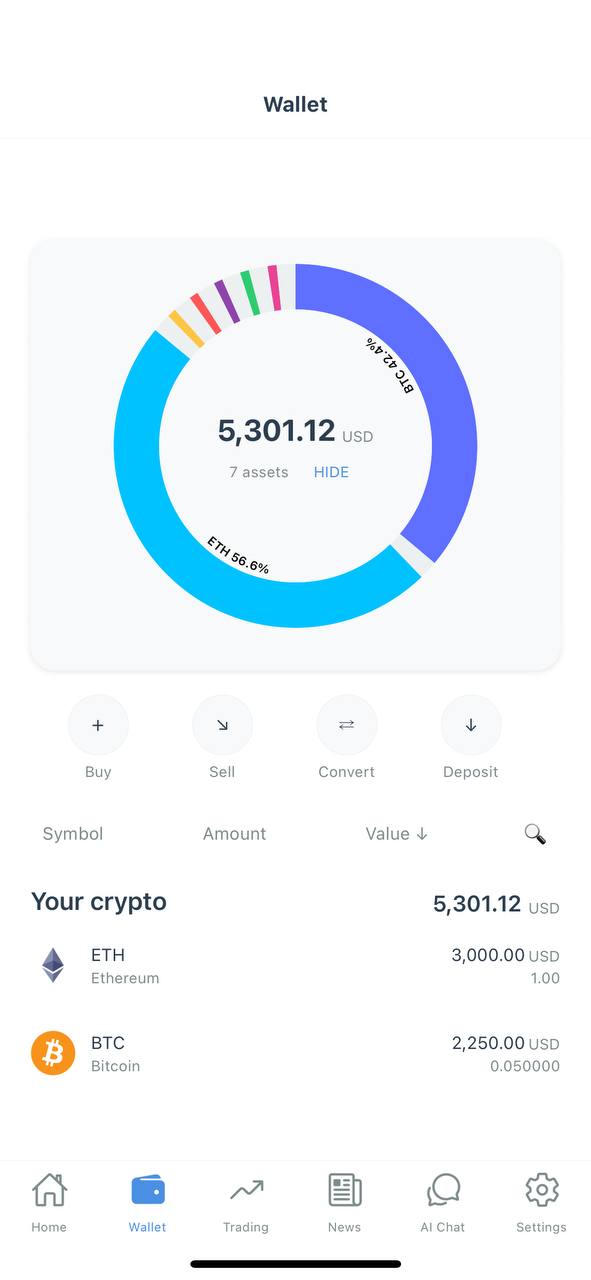 Wallet
BTC 42.4%
5,301.12 USD
7 assets HIDE
ETH 56.6%
Buy Sell Convert Deposit
Symbol Amount Value ↓
Your crypto 5,301.12 USD
ETH 3,000.00 USD
Ethereum 1.00
BTC 2,250.00 USD
Bitcoin 0.050000
Home Wallet Trading News AI Chat Settings